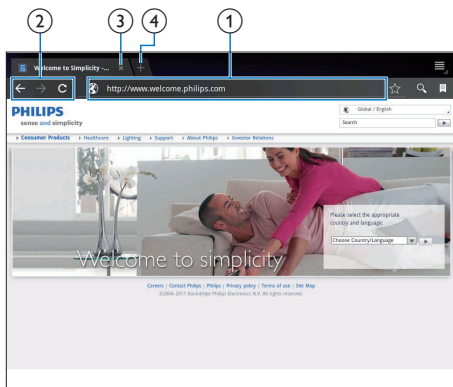 2 3 4 1
Welcome to Simplicity -...
http://www.welcome.philips.com
PHILIPS
sense and simplicity
Global / English
Search
Consumer Products Healthcare Lighting Support About Philips Investor Relations
Please select the appropriate
country and language:
Choose Country/Language
Welcome to simplicity
Careers | Contact Philips | Philips | Privacy policy | Terms of use | Site Map
©2004-2011 Koninklijke Philips Electronics N.V. All rights reserved.